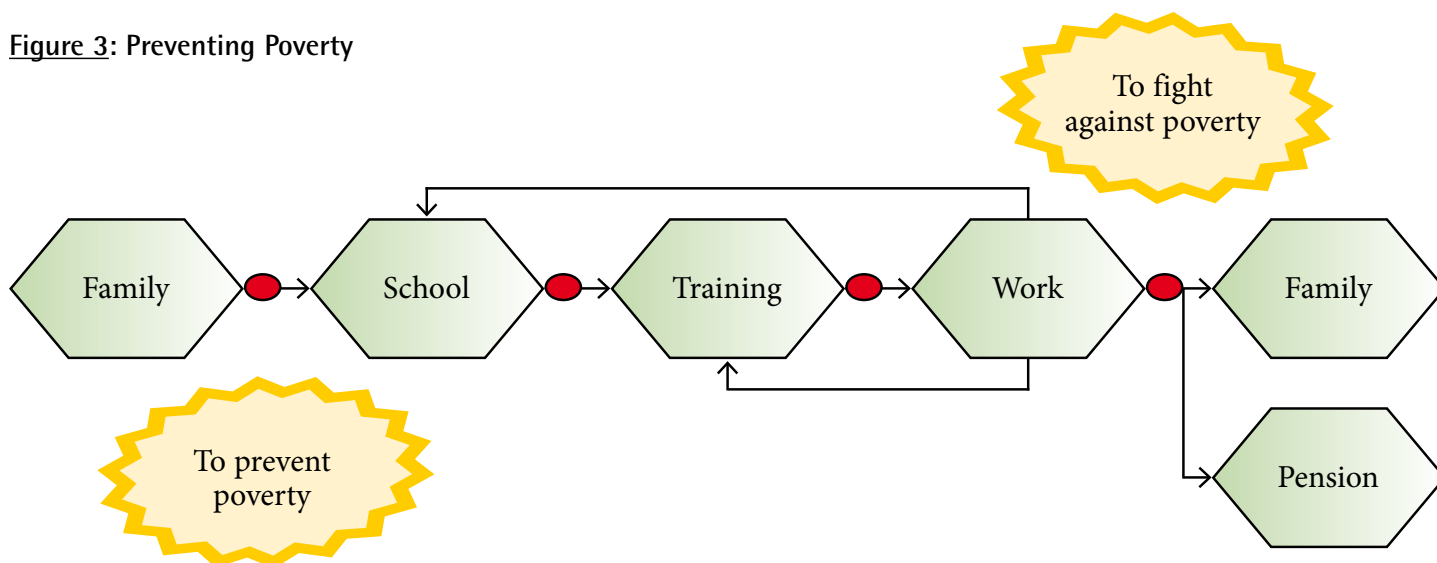 Figure 3: Preventing Poverty
To fight
against poverty
Family
School
Training
Work
Family
To prevent
poverty
Pension